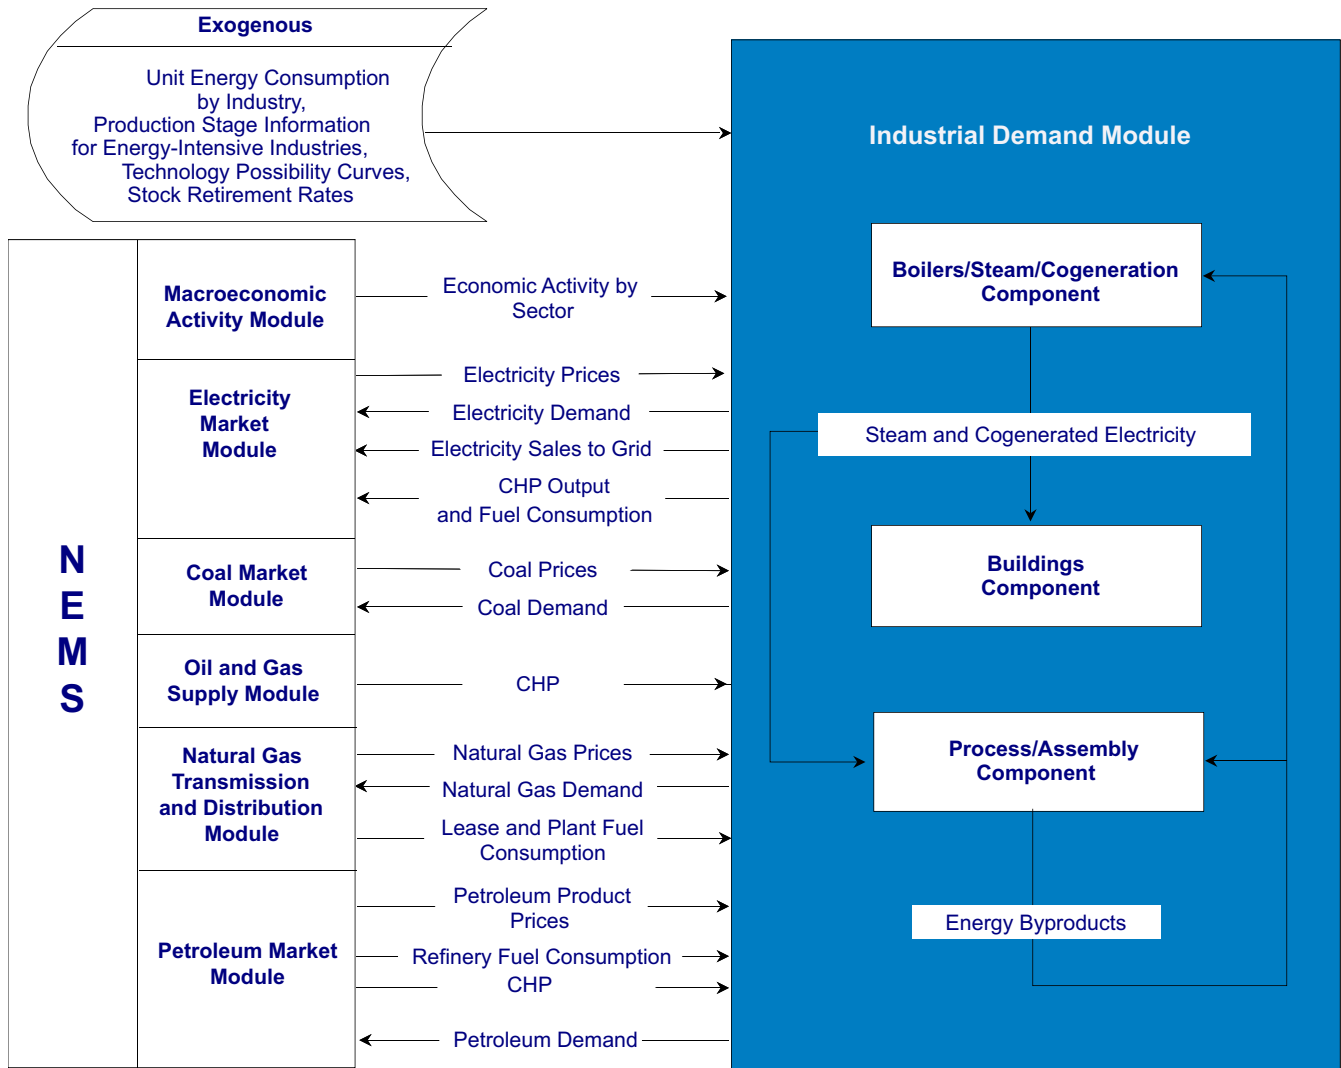 Exogenous
Unit Energy Consumption
by Industry,
Production Stage Information
for Energy-Intensive Industries,
Technology Possibility Curves,
Stock Retirement Rates
N
E
M
S
Macroeconomic
Activity Module
Electricity
Market
Module
Coal Market
Module
Oil and Gas
Supply Module
Natural Gas
Transmission
and Distribution
Module
Petroleum Market
Module
Economic Activity by
Sector
Electricity Prices
Electricity Demand
Electricity Sales to Grid
CHP Output
and Fuel Consumption
Coal Prices
Coal Demand
CHP
Natural Gas Prices
Natural Gas Demand
Lease and Plant Fuel
Consumption
Petroleum Product
Prices
Refinery Fuel Consumption
CHP
Petroleum Demand
Industrial Demand Module
Boilers/Steam/Cogeneration
Component
Steam and Cogenerated Electricity
Buildings
Component
Process/Assembly
Component
Energy Byproducts